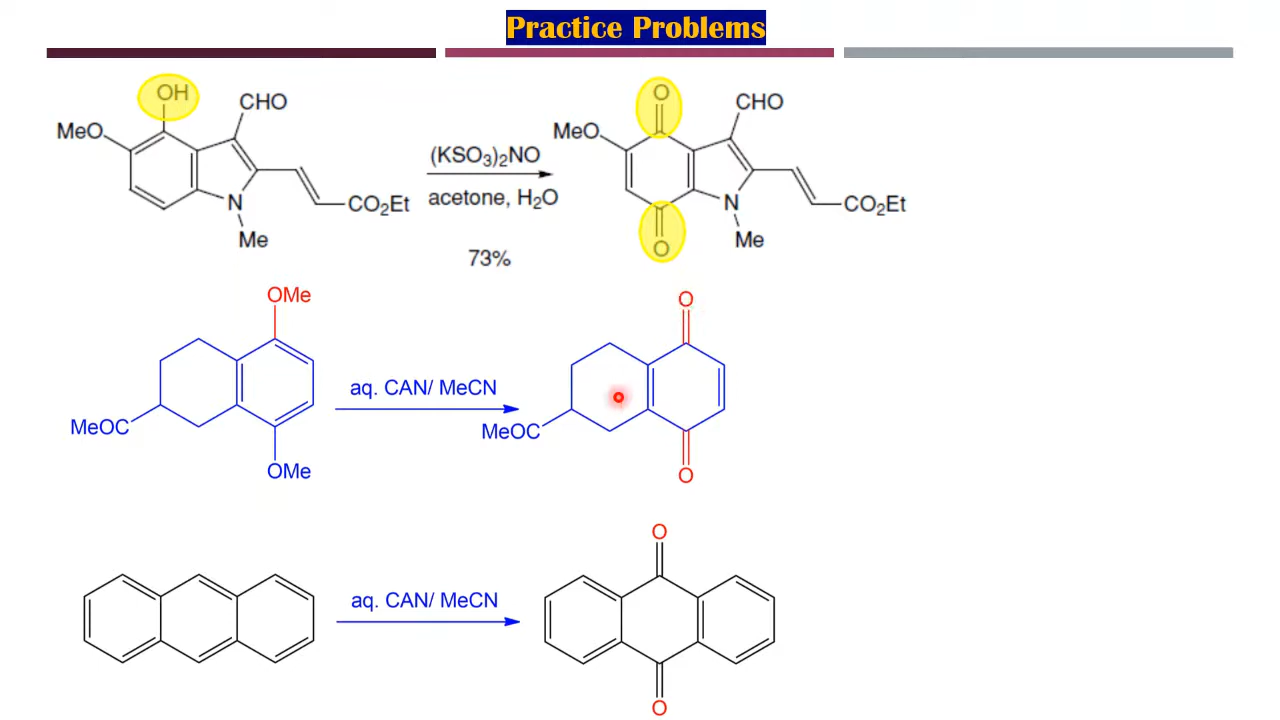 Practice Problems
OH
CHO
MeO
N
Me
CO2Et
(KSO3)2NO
acetone, H2O
73%
O
CHO
MeO
N
Me
CO2Et
O
OMe
MeOC
OMe
aq. CAN/ MeCN
O
MeOC
O
aq. CAN/ MeCN
O
O